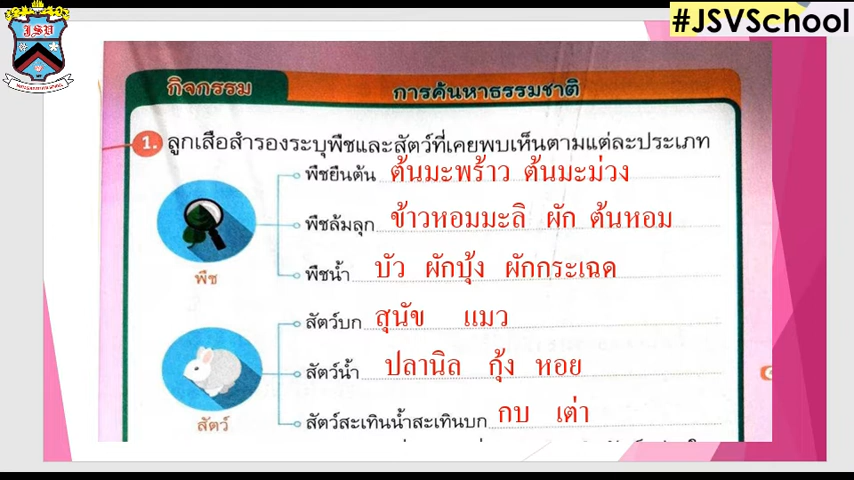 #JSVSchool
JSV
กิจกรรม
การค้นหาธรรมชาติ
1. ลูกเสือสำรองระบุพืชและสัตว์ที่เคยพบเห็นตามแต่ละประเภท
พืชยืนต้น ต้นมะพร้าว ต้นมะม่วง
พืชล้มลุก ข้าวหอมมะลิ ผัก ต้นหอม
พืชน้ำ บัว ผักบุ้ง ผักกระเฉด
พืช
สัตว์บก สุนัข แมว
สัตว์น้ำ ปลานิล กุ้ง หอย
สัตว์สะเทินน้ำสะเทินบก กบ เต่า
สัตว์